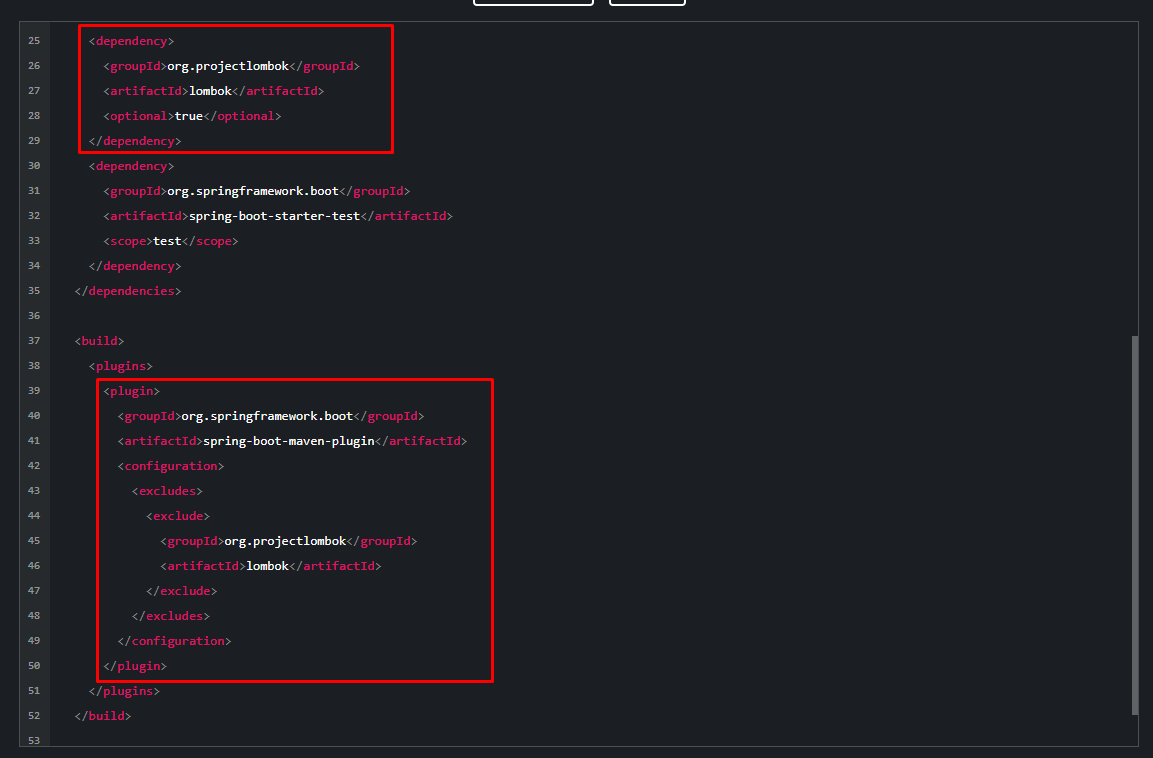 25 <dependency>
26 <groupId>org.projectlombok</groupId>
27 <artifactId>lombok</artifactId>
28 <optional>true</optional>
29 </dependency>
30 <dependency>
31 <groupId>org.springframework.boot</groupId>
32 <artifactId>spring-boot-starter-test</artifactId>
33 <scope>test</scope>
34 </dependency>
35 </dependencies>
36
37 <build>
38 <plugins>
39 <plugin>
40 <groupId>org.springframework.boot</groupId>
41 <artifactId>spring-boot-maven-plugin</artifactId>
42 <configuration>
43 <excludes>
44 <exclude>
45 <groupId>org.projectlombok</groupId>
46 <artifactId>lombok</artifactId>
47 </exclude>
48 </excludes>
49 </configuration>
50 </plugin>
51 </plugins>
52 </build>
53